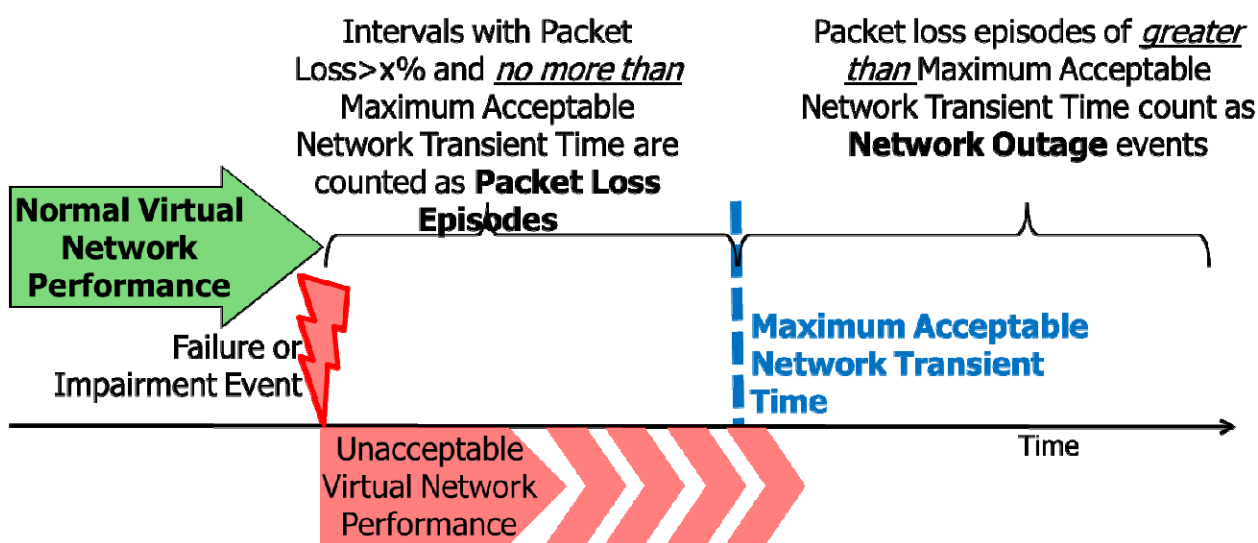 Intervals with Packet
Loss>x% and no more than
Maximum Acceptable
Network Transient Time are
counted as Packet Loss
Episodes
Packet loss episodes of greater
than Maximum Acceptable
Network Transient Time count as
Network Outage events
Normal Virtual
Network
Performance
Failure or
Impairment Event
Maximum Acceptable
Network Transient
Time
Time
Unacceptable
Virtual Network
Performance